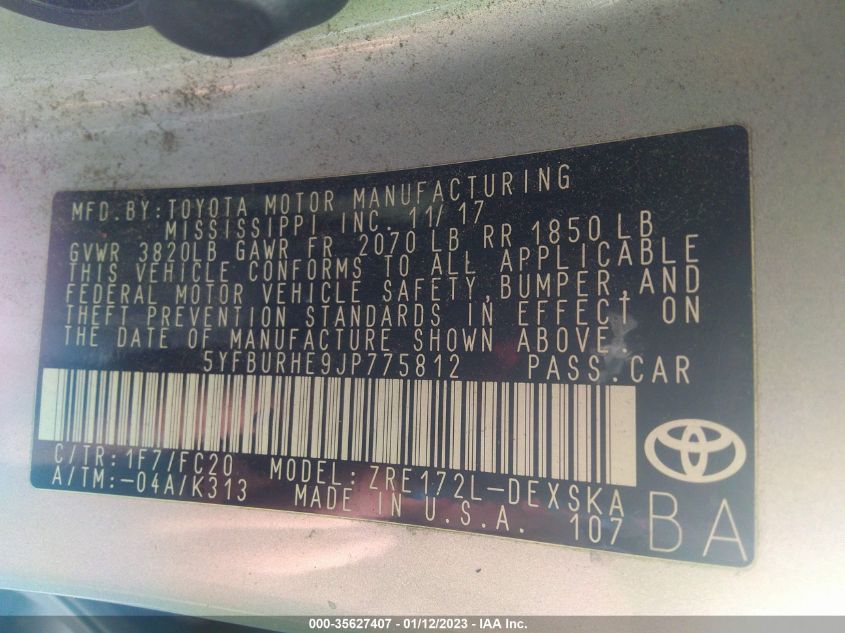 MFD.BY:TOYOTA MOTOR MANUFACTURING
MISSISSIPPI INC. 11/17
GVWR 3820LB GAWR FR 2070 LB RR 1850 LB
THIS VEHICLE CONFORMS TO ALL APPLICABLE
FEDERAL MOTOR VEHICLE SAFETY,BUMPER,AND
THEFT PREVENTION STANDARDS IN EFFECT ON
THE DATE OF MANUFACTURE SHOWN ABOVE.
5YFBURHE9JP775812 PASS.CAR
C/TR:1F7/FC20 MODEL:ZRE172L-DEXSKA
A/TM:-04A/K313 MADE IN U.S.A. 107
BA
000-35627407 - 01/12/2023 - IAA Inc.